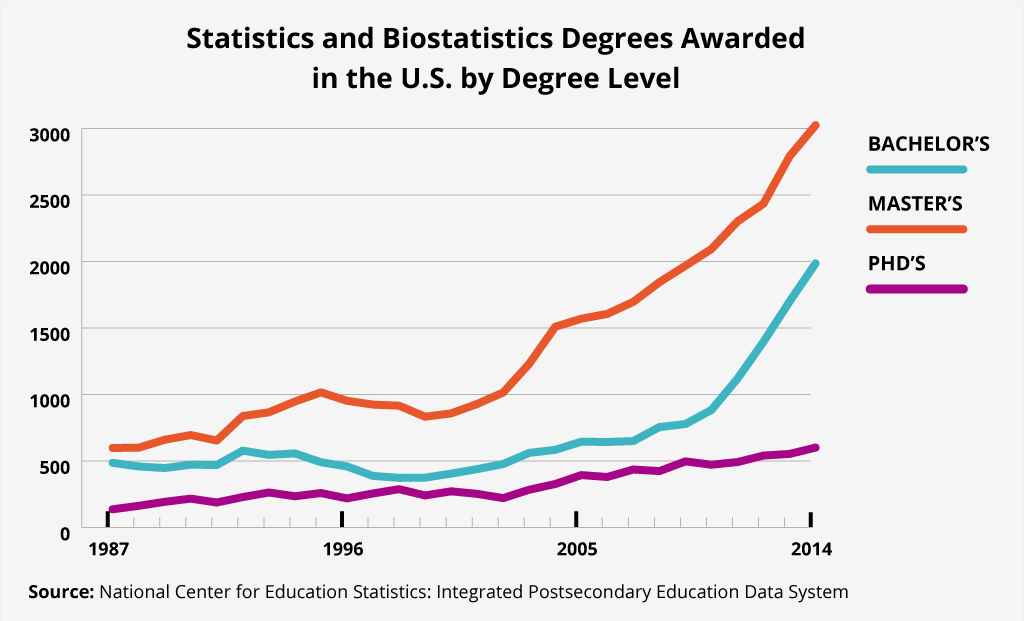 Statistics and Biostatistics Degrees Awarded
in the U.S. by Degree Level
3000
2500
2000
1500
1000
500
0
1987 1996 2005 2014
BACHELOR’S
MASTER’S
PHD’S
Source: National Center for Education Statistics: Integrated Postsecondary Education Data System